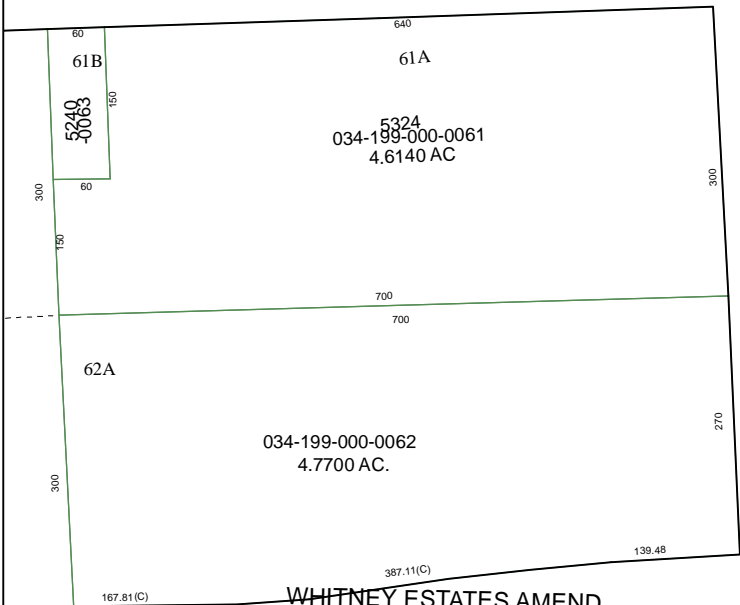 60
640
61B
61A
150
5240
-0063
5324
034-199-000-0061
4.6140 AC
60
300
300
150
700
700
62A
270
034-199-000-0062
4.7700 AC.
300
139.48
387.11(C)
167.81(C)
WHITNEY ESTATES AMEND